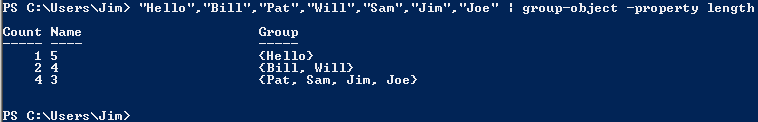 PS C:\Users\Jim> "Hello","Bill","Pat","Will","Sam","Jim","Joe" | group-object -property length
Count Name Group
----- ---- -----
1 5 {Hello}
2 4 {Bill, Will}
4 3 {Pat, Sam, Jim, Joe}
PS C:\Users\Jim>